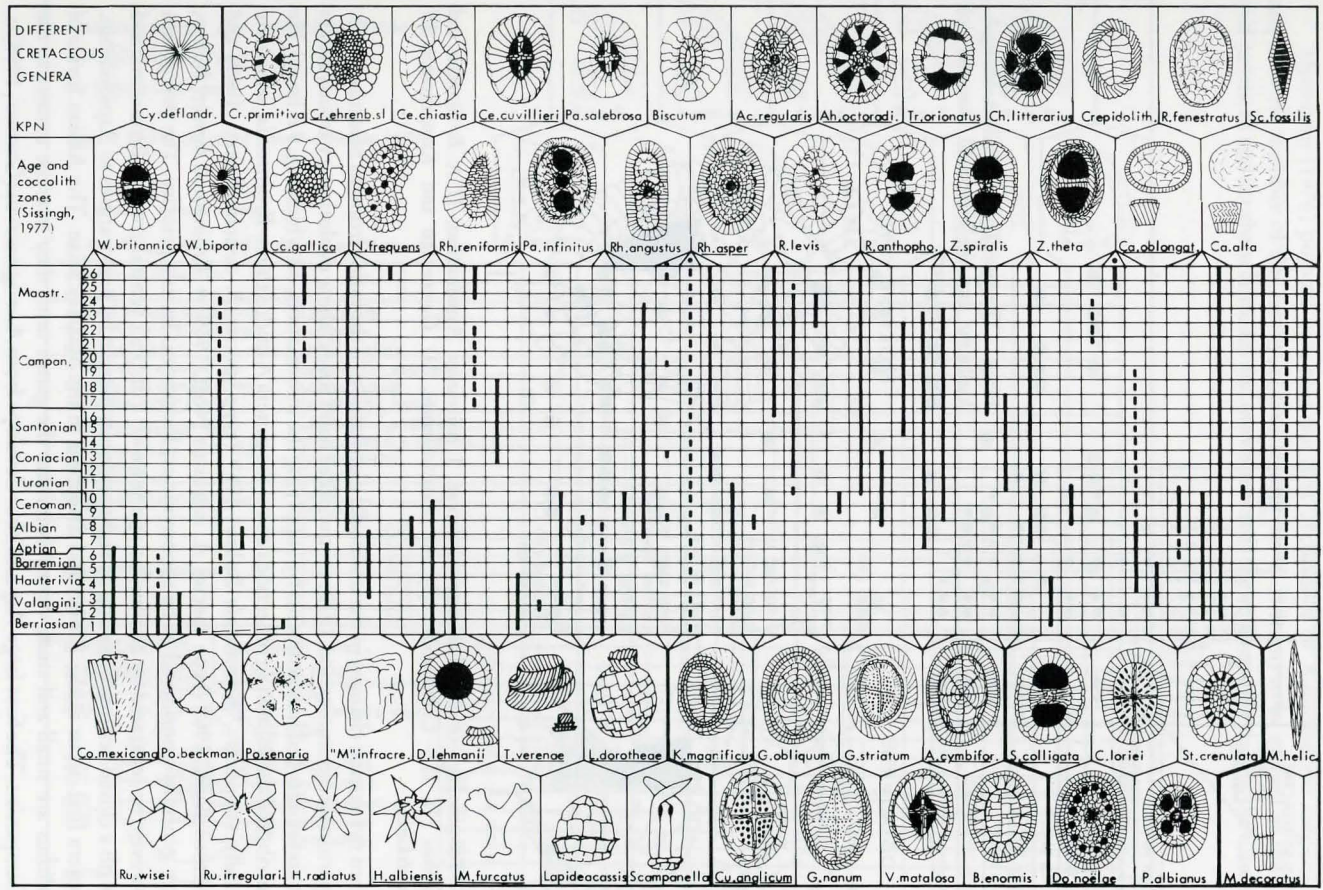 DIFFERENT
CRETACEOUS
GENERA
KPN
Cy.deflandr.
Cr.primitiva
Cr.ehrenb.sl
Ce.chiastia
Ce.cuvillieri
Pa.salebrosa
Biscutum
Ac.regularis
Ah.octoradi.
Tr.orionatus
Ch.litterarius
Crepidolith.
R.fenestratus
Sc.fossilis
Age and
coccolith
zones
(Sissingh,
1977)
W.britannica
W.biporta
Cc.gallica
N.frequens
Rh.reniformis
Pa.infinitus
Rh.angustus
Rh.asper
R.levis
R.anthopho.
Z.spiralis
Z.theta
Ca.oblongat.
Ca.alta
Maastr.
Campan.
Santonian
Coniacian
Turonian
Cenoman.
Albian
Aptian
Barremian
Hauterivia.
Valangini.
Berriasian
26
25
24
23
22
21
20
19
18
17
16
15
14
13
12
11
10
9
8
7
6
5
4
3
2
1
Co.mexicana
Po.beckman.
Po.senaria
"M".infracre.
D.lehmanii
T.verenae
L.dorotheae
K.magnificus
G.obliquum
G.striatum
A.cymbifor.
S.colligata
C.loriei
St.crenulata
M.helic.
Ru.wisei
Ru.irregulari.
H.radiatus
H.albiensis
M.furcatus
Lapideacassis
Scampanella
Cu.anglicum
G.nanum
V.matalosa
B.enormis
Do.noëlae
P.albianus
M.decoratus